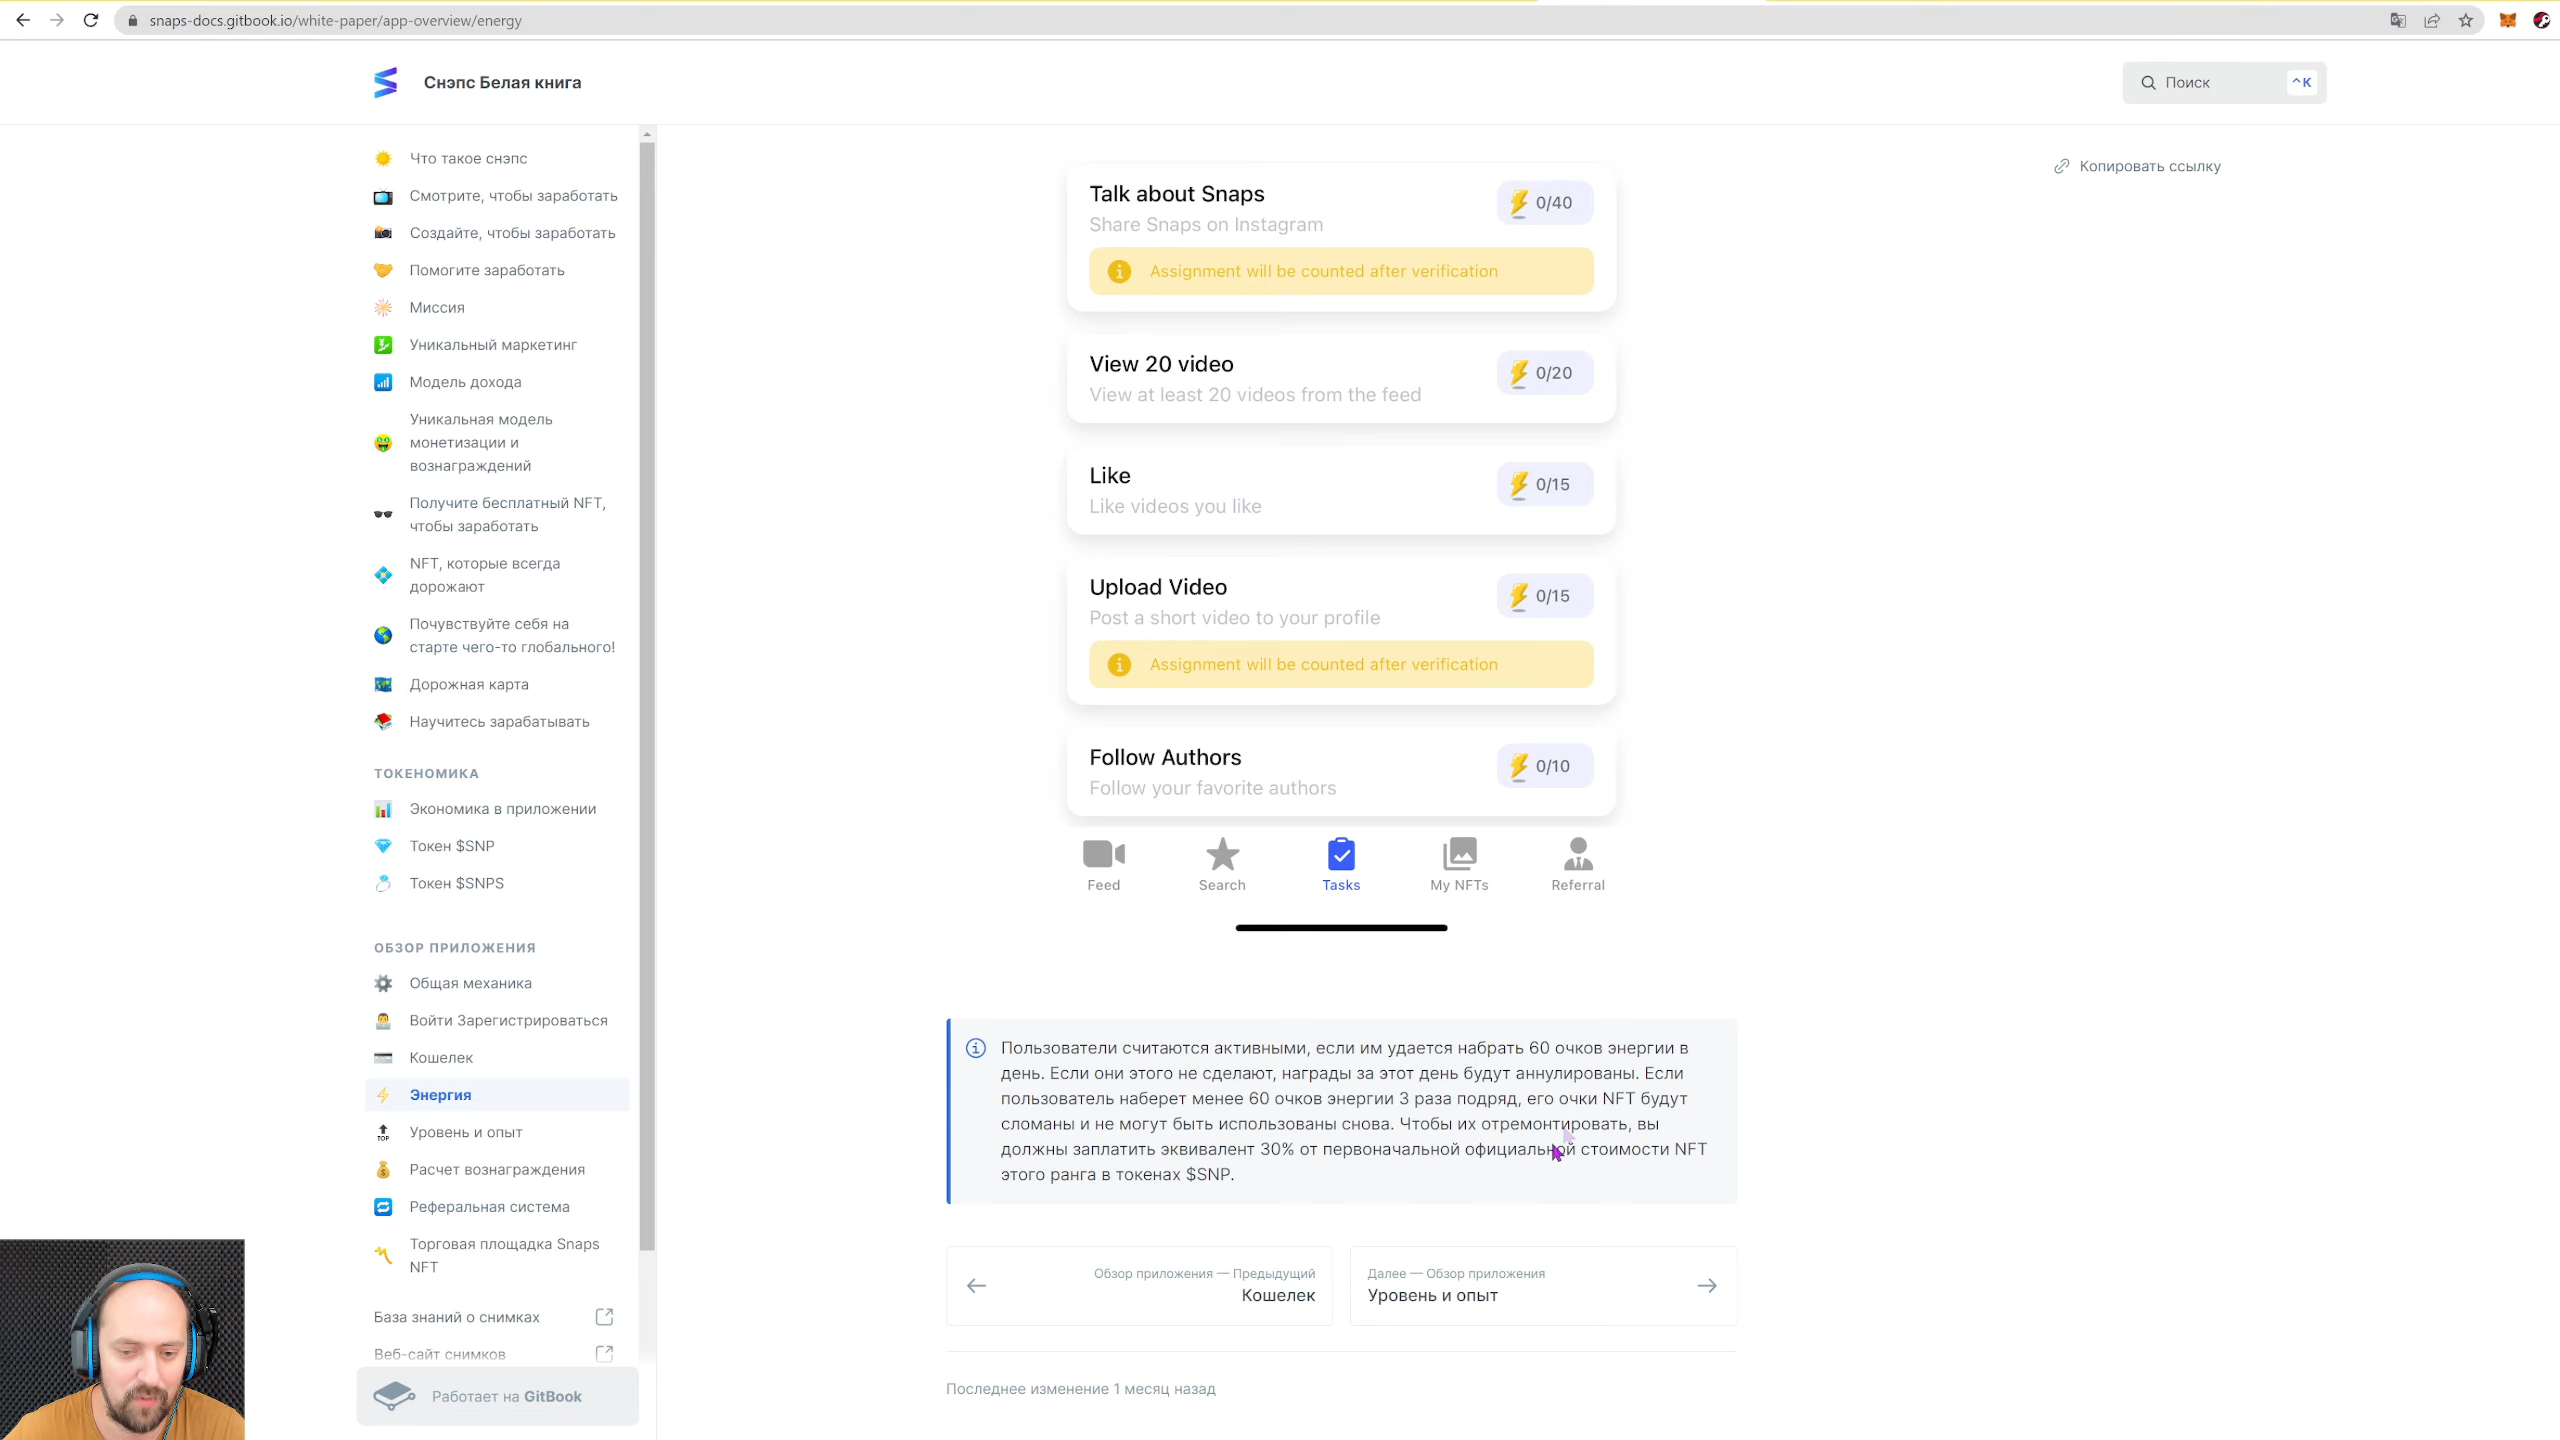 snaps-docs.gitbook.io/white-paper/app-overview/energy
Снэпс Белая книга
Поиск
^K
Что такое снэпс
Смотрите, чтобы заработать
Создайте, чтобы заработать
Помогите заработать
Миссия
Уникальный маркетинг
Модель дохода
Уникальная модель
монетизации и
вознаграждений
Получите бесплатный NFT,
чтобы заработать
NFT, которые всегда
дорожают
Почувствуйте себя на
старте чего-то глобального!
Дорожная карта
Научитесь зарабатывать
ТОКЕНОМИКА
Экономика в приложении
Токен $SNP
Токен $SNPS
ОБЗОР ПРИЛОЖЕНИЯ
Общая механика
Войти Зарегистрироваться
Кошелек
Энергия
TOP
Уровень и опыт
Расчет вознаграждения
Реферальная система
Торговая площадка Snaps
NFT
База знаний о снимках
Веб-сайт снимков
Работает на GitBook
Talk about Snaps
0/40
Share Snaps on Instagram
Assignment will be counted after verification
View 20 video
0/20
View at least 20 videos from the feed
Like
0/15
Like videos you like
Upload Video
0/15
Post a short video to your profile
Assignment will be counted after verification
Follow Authors
0/10
Follow your favorite authors
Feed
Search
Tasks
My NFTs
Referral
Пользователи считаются активными, если им удается набрать 60 очков энергии в
день. Если они этого не сделают, награды за этот день будут аннулированы. Если
пользователь наберет менее 60 очков энергии 3 раза подряд, его очки NFT будут
сломаны и не могут быть использованы снова. Чтобы их отремонтировать, вы
должны заплатить эквивалент 30% от первоначальной официальной стоимости NFT
этого ранга в токенах $SNP.
Обзор приложения — Предыдущий
Кошелек
Далее — Обзор приложения
Уровень и опыт
Последнее изменение 1 месяц назад
Копировать ссылку